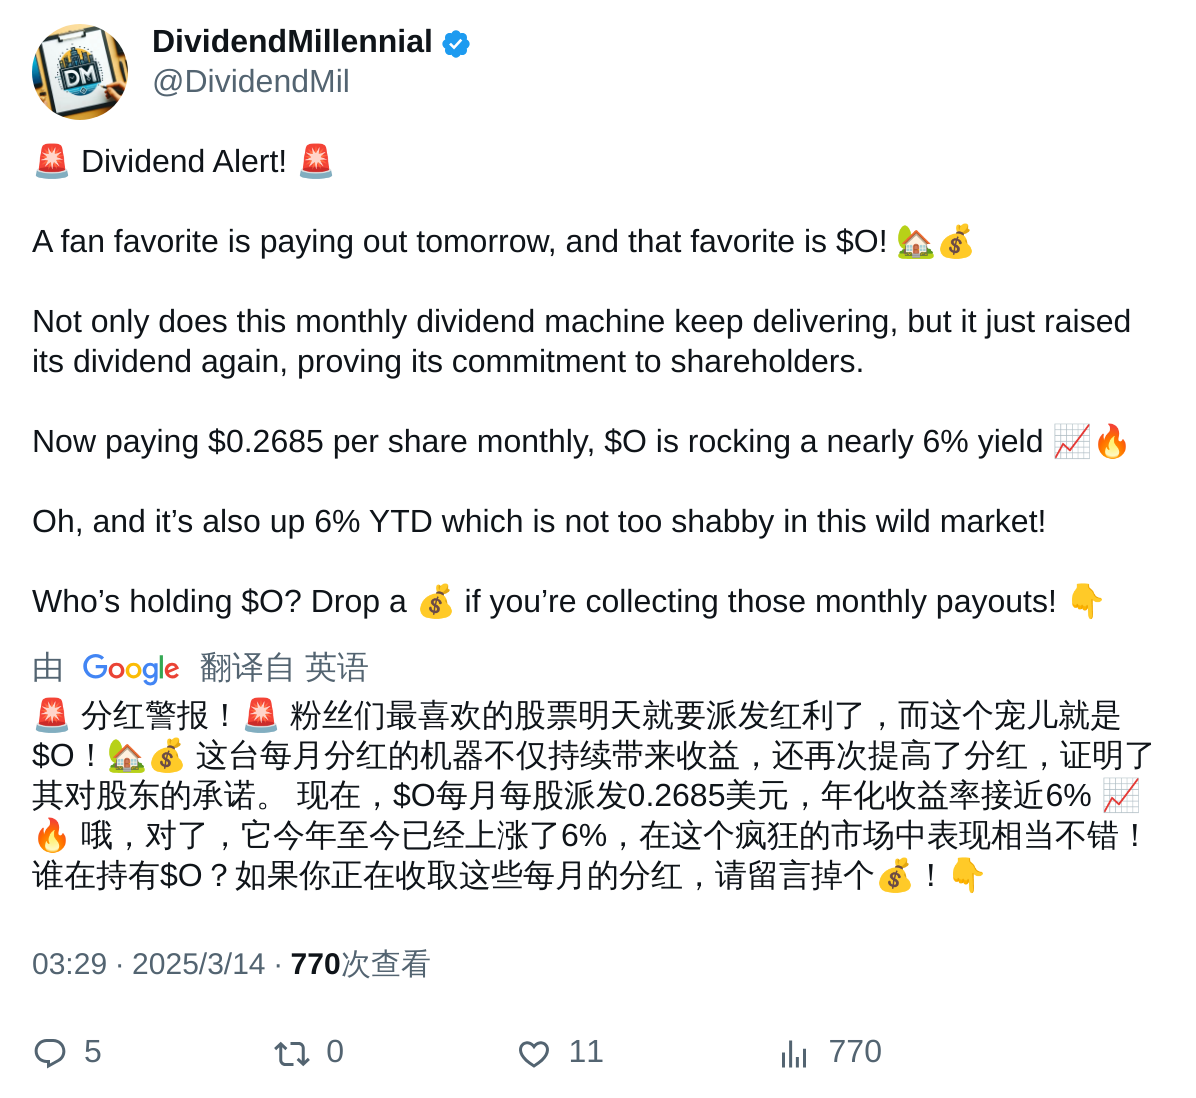 DM
DividendMillennial
@DividendMil
🚨 Dividend Alert! 🚨
A fan favorite is paying out tomorrow, and that favorite is $O! 🏡💰
Not only does this monthly dividend machine keep delivering, but it just raised
its dividend again, proving its commitment to shareholders.
Now paying $0.2685 per share monthly, $O is rocking a nearly 6% yield 📈🔥
Oh, and it’s also up 6% YTD which is not too shabby in this wild market!
Who’s holding $O? Drop a 💰 if you’re collecting those monthly payouts! 👇
由 Google 翻译自 英语
🚨 分红警报！🚨 粉丝们最喜欢的股票明天就要派发红利了，而这个宠儿就是
$O！🏡💰 这台每月分红的机器不仅持续带来收益，还再次提高了分红，证明了
其对股东的承诺。 现在，$O每月每股派发0.2685美元，年化收益率接近6% 📈
🔥 哦，对了，它今年至今已经上涨了6%，在这个疯狂的市场中表现相当不错！
谁在持有$O？如果你正在收取这些每月的分红，请留言掉个💰！👇
03:29 · 2025/3/14 · 770次查看
5 0 11 770